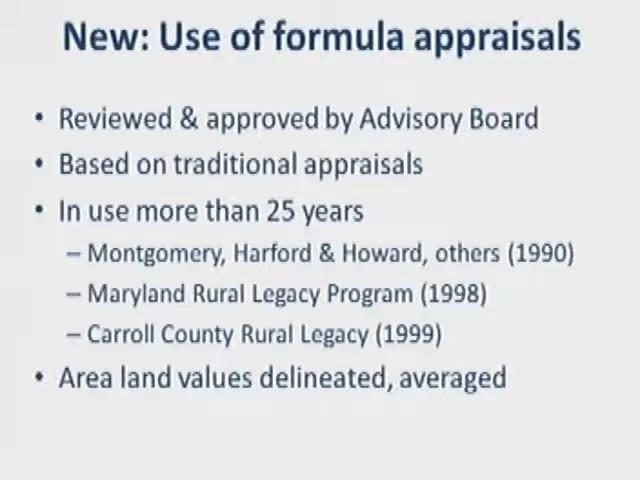 New: Use of formula appraisals
• Reviewed & approved by Advisory Board
• Based on traditional appraisals
• In use more than 25 years
– Montgomery, Harford & Howard, others (1990)
– Maryland Rural Legacy Program (1998)
– Carroll County Rural Legacy (1999)
• Area land values delineated, averaged